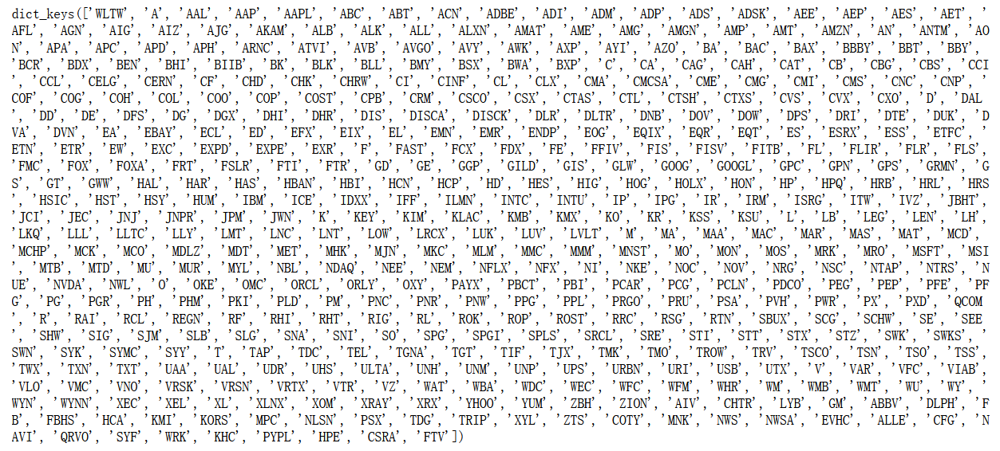 dict_keys(['WLTW', 'A', 'AAL', 'AAP', 'AAPL', 'ABC', 'ABT', 'ACN', 'ADBE', 'ADI', 'ADM', 'ADP', 'ADS', 'ADSK', 'AEE', 'AEP', 'AES', 'AET', '
AFL', 'AGN', 'AIG', 'AIZ', 'AJG', 'AKAM', 'ALB', 'ALK', 'ALL', 'ALXN', 'AMAT', 'AME', 'AMG', 'AMGN', 'AMP', 'AMT', 'AMZN', 'AN', 'ANTM', 'AO
N', 'APA', 'APC', 'APD', 'APH', 'ARNC', 'ATVI', 'AVB', 'AVGO', 'AVY', 'AWK', 'AXP', 'AYI', 'AZO', 'BA', 'BAC', 'BAX', 'BBBY', 'BBT', 'BBY',
'BCR', 'BDX', 'BEN', 'BHI', 'BIIB', 'BK', 'BLK', 'BLL', 'BMY', 'BSX', 'BWA', 'BXP', 'C', 'CA', 'CAG', 'CAH', 'CAT', 'CB', 'CBG', 'CBS', 'CCI
', 'CCL', 'CELG', 'CERN', 'CF', 'CHD', 'CHK', 'CHRW', 'CI', 'CINF', 'CL', 'CLX', 'CMA', 'CMCSA', 'CME', 'CMG', 'CMI', 'CMS', 'CNC', 'CNP', '
COF', 'COG', 'COH', 'COL', 'COO', 'COP', 'COST', 'CPB', 'CRM', 'CSCO', 'CSX', 'CTAS', 'CTL', 'CTSH', 'CTXS', 'CVS', 'CVX', 'CXO', 'D', 'DAL
', 'DD', 'DE', 'DFS', 'DG', 'DGX', 'DHI', 'DHR', 'DIS', 'DISCA', 'DISCK', 'DLR', 'DLTR', 'DNB', 'DOV', 'DOW', 'DPS', 'DRI', 'DTE', 'DUK', 'D
VA', 'DVN', 'EA', 'EBAY', 'ECL', 'ED', 'EFX', 'EIX', 'EL', 'EMN', 'EMR', 'ENDP', 'EOG', 'EQIX', 'EQR', 'EQT', 'ES', 'ESRX', 'ESS', 'ETFC', '
ETN', 'ETR', 'EW', 'EXC', 'EXPD', 'EXPE', 'EXR', 'F', 'FAST', 'FCX', 'FDX', 'FE', 'FFIV', 'FIS', 'FISV', 'FITB', 'FL', 'FLIR', 'FLR', 'FLS',
'FMC', 'FOX', 'FOXA', 'FRT', 'FSLR', 'FTI', 'FTR', 'GD', 'GE', 'GGP', 'GILD', 'GIS', 'GLW', 'GOOG', 'GOOGL', 'GPC', 'GPN', 'GPS', 'GRMN', 'G
S', 'GT', 'GWW', 'HAL', 'HAR', 'HAS', 'HBAN', 'HBI', 'HCN', 'HCP', 'HD', 'HES', 'HIG', 'HOG', 'HOLX', 'HON', 'HP', 'HPQ', 'HRB', 'HRL', 'HRS
', 'HSIC', 'HST', 'HSY', 'HUM', 'IBM', 'ICE', 'IDXX', 'IFF', 'ILMN', 'INTC', 'INTU', 'IP', 'IPG', 'IR', 'IRM', 'ISRG', 'ITW', 'IVZ', 'JBHT',
'JCI', 'JEC', 'JNJ', 'JNPR', 'JPM', 'JWN', 'K', 'KEY', 'KIM', 'KLAC', 'KMB', 'KMX', 'KO', 'KR', 'KSS', 'KSU', 'L', 'LB', 'LEG', 'LEN', 'LH',
'LKQ', 'LLL', 'LLTC', 'LLY', 'LMT', 'LNC', 'LNT', 'LOW', 'LRCX', 'LUK', 'LUV', 'LVLT', 'M', 'MA', 'MAA', 'MAC', 'MAR', 'MAS', 'MAT', 'MCD',
'MCHP', 'MCK', 'MCO', 'MDLZ', 'MDT', 'MET', 'MHK', 'MJN', 'MKC', 'MLM', 'MMC', 'MMM', 'MNST', 'MO', 'MON', 'MOS', 'MRK', 'MRO', 'MSFT', 'MSI
', 'MTB', 'MTD', 'MU', 'MUR', 'MYL', 'NBL', 'NDAQ', 'NEE', 'NEM', 'NFLX', 'NFX', 'NI', 'NKE', 'NOC', 'NOV', 'NRG', 'NSC', 'NTAP', 'NTRS', 'N
UE', 'NVDA', 'NWL', 'O', 'OKE', 'OMC', 'ORCL', 'ORLY', 'OXY', 'PAYX', 'PBCT', 'PBI', 'PCAR', 'PCG', 'PCLN', 'PDCO', 'PEG', 'PEP', 'PFE', 'PF
G', 'PG', 'PGR', 'PH', 'PHM', 'PKI', 'PLD', 'PM', 'PNC', 'PNR', 'PNW', 'PPG', 'PPL', 'PRGO', 'PRU', 'PSA', 'PVH', 'PWR', 'PX', 'PXD', 'QCOM
', 'R', 'RAI', 'RCL', 'REGN', 'RF', 'RHI', 'RHT', 'RIG', 'RL', 'ROK', 'ROP', 'ROST', 'RRC', 'RSG', 'RTN', 'SBUX', 'SCG', 'SCHW', 'SE', 'SEE
', 'SHW', 'SIG', 'SJM', 'SLB', 'SLG', 'SNA', 'SNI', 'SO', 'SPG', 'SPGI', 'SPLS', 'SRCL', 'SRE', 'STI', 'STT', 'STX', 'STZ', 'SWK', 'SWKS',
'SWN', 'SYK', 'SYMC', 'SYY', 'T', 'TAP', 'TDC', 'TEL', 'TGNA', 'TGT', 'TIF', 'TJX', 'TMK', 'TMO', 'TROW', 'TRV', 'TSCO', 'TSN', 'TSO', 'TSS',
'TWX', 'TXN', 'TXT', 'UAA', 'UAL', 'UDR', 'UHS', 'ULTA', 'UNH', 'UNM', 'UNP', 'UPS', 'URBN', 'URI', 'USB', 'UTX', 'V', 'VAR', 'VFC', 'VIAB',
'VLO', 'VMC', 'VNO', 'VRSK', 'VRSN', 'VRTX', 'VTR', 'VZ', 'WAT', 'WBA', 'WDC', 'WEC', 'WFC', 'WFM', 'WHR', 'WM', 'WMB', 'WMT', 'WU', 'WY', '
WYN', 'WYNN', 'XEC', 'XEL', 'XL', 'XLNX', 'XOM', 'XRAY', 'XRX', 'YHOO', 'YUM', 'ZBH', 'ZION', 'AIV', 'CHTR', 'LYB', 'GM', 'ABBV', 'DLPH', 'F
B', 'FBHS', 'HCA', 'KMI', 'KORS', 'MPC', 'NLSN', 'PSX', 'TDG', 'TRIP', 'XYL', 'ZTS', 'COTY', 'MNK', 'NWS', 'NWSA', 'EVHC', 'ALLE', 'CFG', 'N
AVI', 'QRVO', 'SYF', 'WRK', 'KHC', 'PYPL', 'HPE', 'CSRA', 'FTV'])